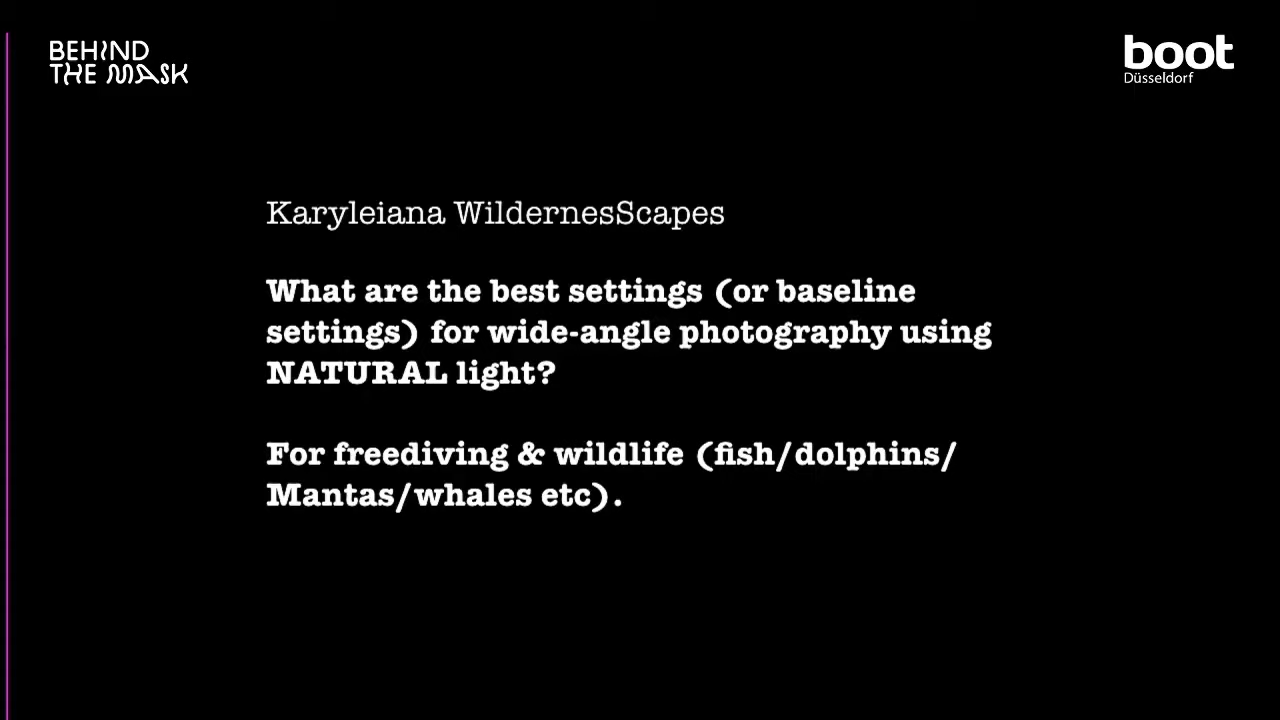 BEHIND
THE MASK
boot
Düsseldorf
Karyleiana WildernesScapes
What are the best settings (or baseline
settings) for wide-angle photography using
NATURAL light?
For freediving & wildlife (fish/dolphins/
Mantas/whales etc).